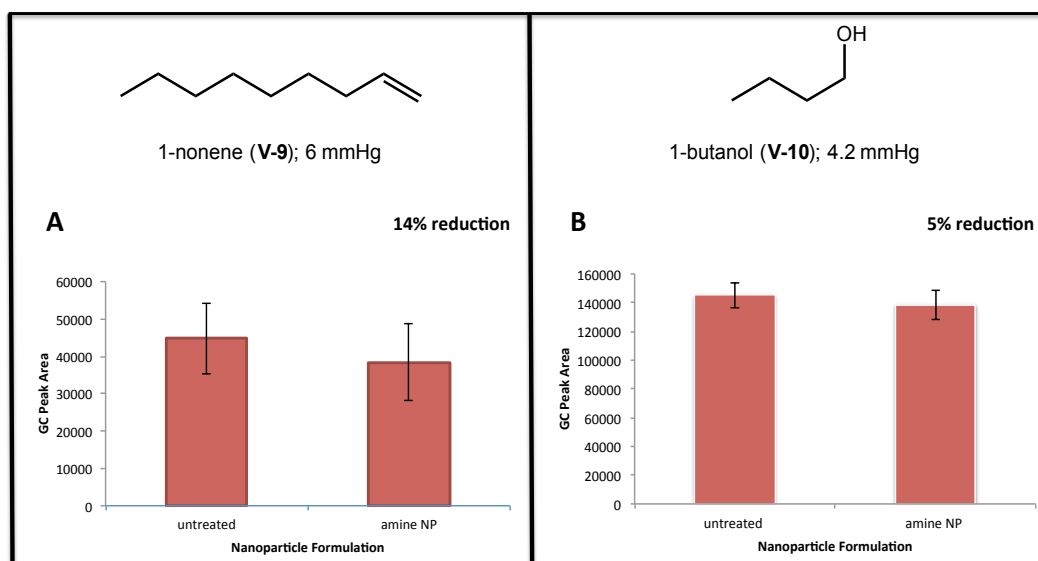 1-nonene (V-9); 6 mmHg
A
14% reduction
60000
50000
40000
30000
20000
10000
0
GC Peak Area
untreated
amine NP
Nanoparticle Formulation
OH
1-butanol (V-10); 4.2 mmHg
B
5% reduction
160000
140000
120000
100000
80000
60000
40000
20000
0
GC Peak Area
untreated
amine NP
Nanoparticle Formulation